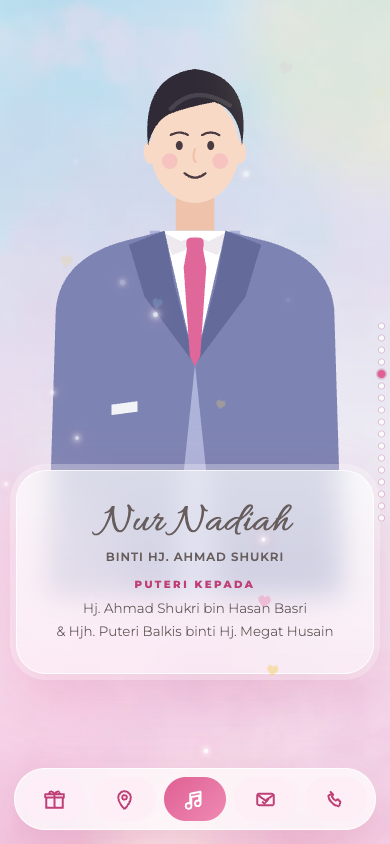 Nur Nadiah
BINTI HJ. AHMAD SHUKRI
PUTERI KEPADA
Hj. Ahmad Shukri bin Hasan Basri
& Hjh. Puteri Balkis binti Hj. Megat Husain